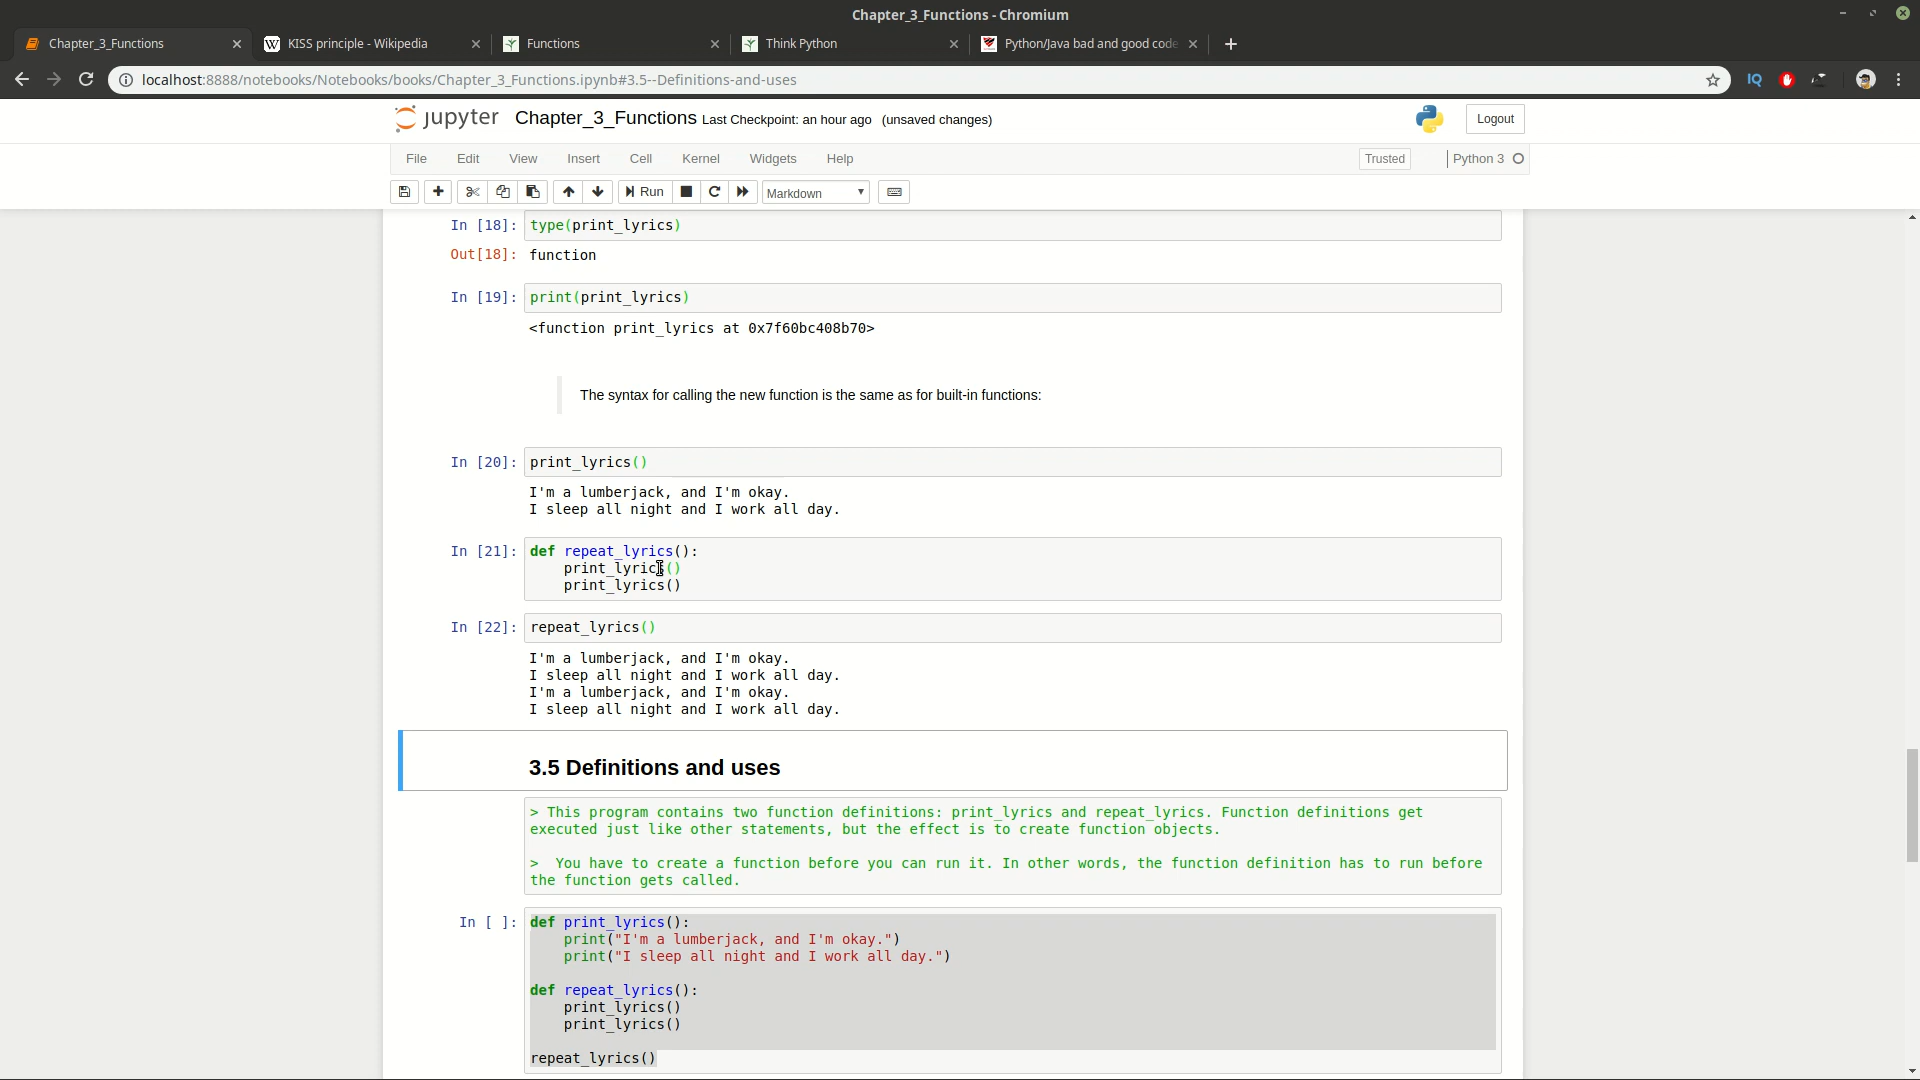 Chapter_3_Functions - Chromium
Chapter_3_Functions
KISS principle - Wikipedia
Functions
Think Python
Python/Java bad and good code
localhost:8888/notebooks/Notebooks/books/Chapter_3_Functions.ipynb#3.5--Definitions-and-uses
IQ
jupyter Chapter_3_Functions Last Checkpoint: an hour ago (unsaved changes)
Logout
File Edit View Insert Cell Kernel Widgets Help
Trusted
Python 3
Run
Markdown
In [18]: type(print_lyrics)
Out[18]: function
In [19]: print(print_lyrics)
<function print_lyrics at 0x7f60bc408b70>
The syntax for calling the new function is the same as for built-in functions:
In [20]: print_lyrics()
I'm a lumberjack, and I'm okay.
I sleep all night and I work all day.
In [21]: def repeat_lyrics():
print_lyrics()
print_lyrics()
In [22]: repeat_lyrics()
I'm a lumberjack, and I'm okay.
I sleep all night and I work all day.
I'm a lumberjack, and I'm okay.
I sleep all night and I work all day.
3.5 Definitions and uses
> This program contains two function definitions: print_lyrics and repeat_lyrics. Function definitions get
executed just like other statements, but the effect is to create function objects.
>  You have to create a function before you can run it. In other words, the function definition has to run before
the function gets called.
In [ ]: def print_lyrics():
print("I'm a lumberjack, and I'm okay.")
print("I sleep all night and I work all day.")
def repeat_lyrics():
print_lyrics()
print_lyrics()
repeat_lyrics()